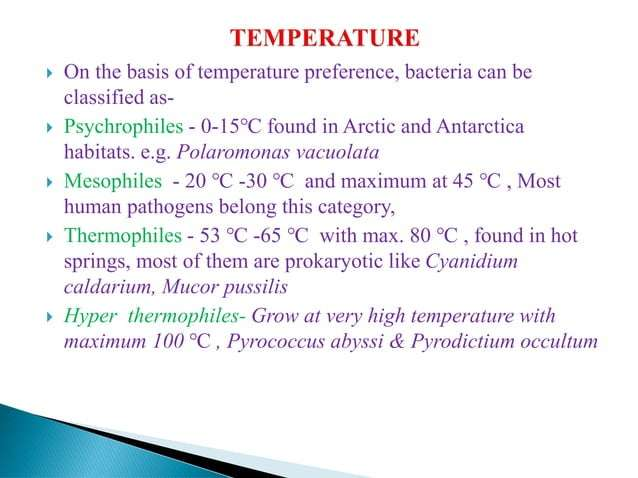 TEMPERATURE
On the basis of temperature preference, bacteria can be
classified as-
Psychrophiles - 0-15℃ found in Arctic and Antarctica
habitats. e.g. Polaromonas vacuolata
Mesophiles - 20 ℃ -30 ℃ and maximum at 45 ℃ , Most
human pathogens belong this category,
Thermophiles - 53 ℃ -65 ℃ with max. 80 ℃ , found in hot
springs, most of them are prokaryotic like Cyanidium
caldarium, Mucor pussilis
Hyper thermophiles- Grow at very high temperature with
maximum 100 ℃ , Pyrococcus abyssi & Pyrodictium occultum